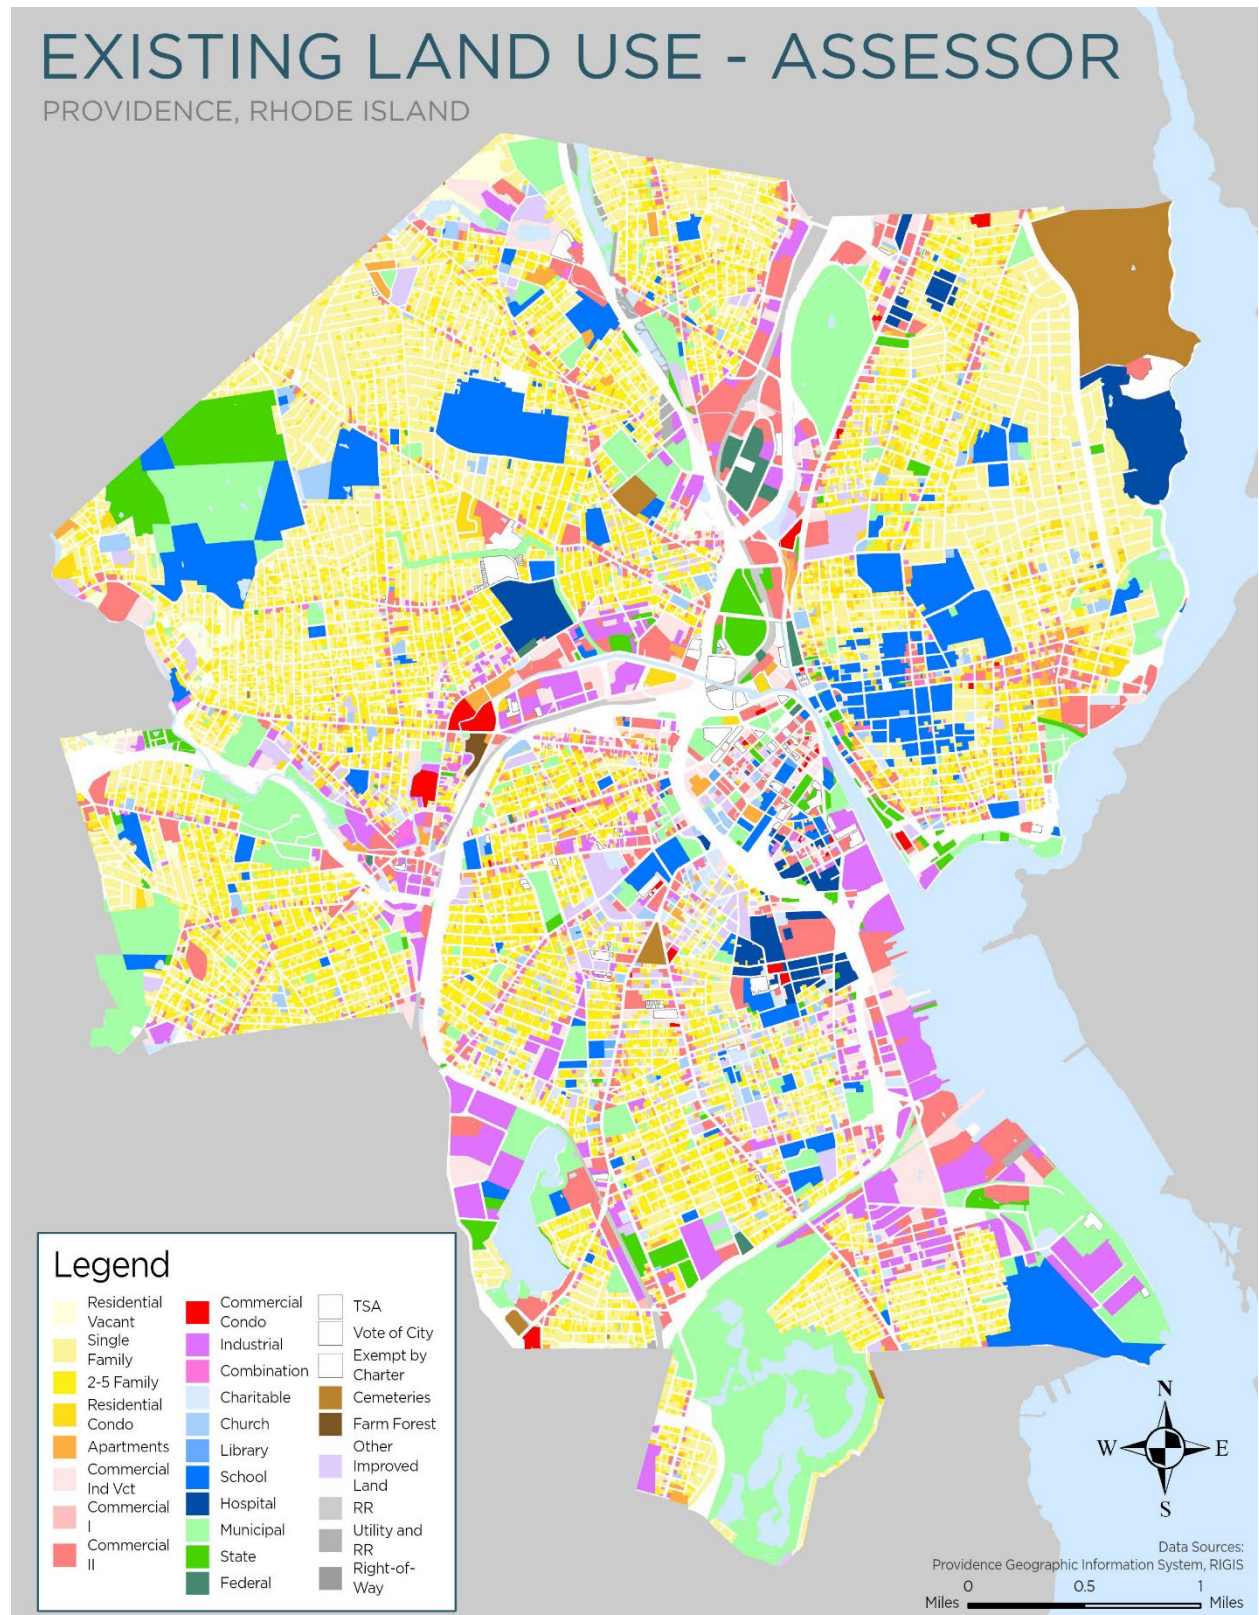 EXISTING LAND USE - ASSESSOR
PROVIDENCE, RHODE ISLAND
Legend
Residential
Vacant
Single
Family
2-5 Family
Residential
Condo
Apartments
Commercial
Ind Vct
Commercial
I
Commercial
II
Commercial
Condo
Industrial
Combination
Charitable
Church
Library
School
Hospital
Municipal
State
Federal
TSA
Vote of City
Exempt by
Charter
Cemeteries
Farm Forest
Other
Improved
Land
RR
Utility and
RR
Right-of-
Way
N
W E
S
Data Sources:
Providence Geographic Information System, RIGIS
0 0.5 1
Miles Miles